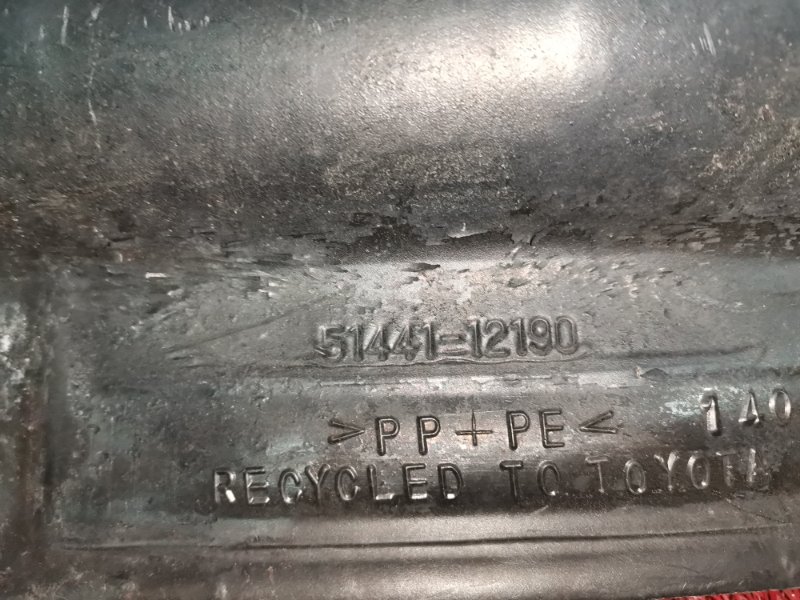 51441-12190
>PP+PE< 140
RECYCLED TO TOYOTA